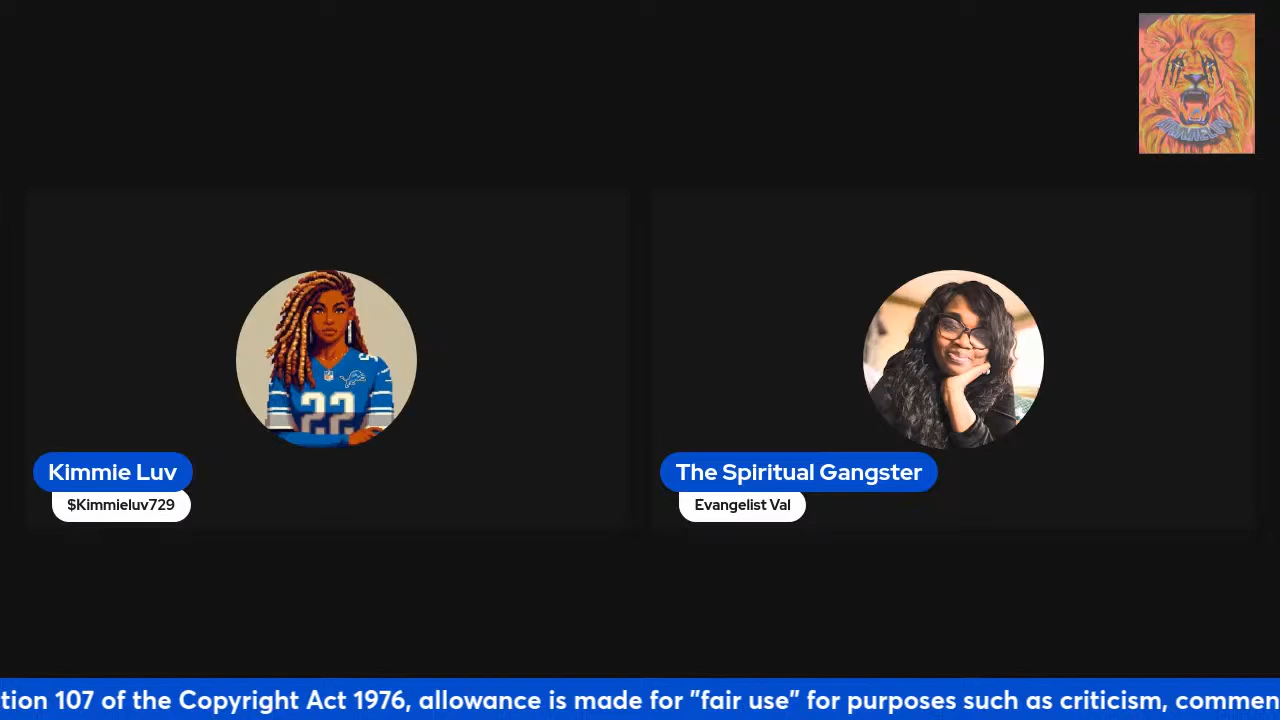 22
Kimmie Luv
$Kimmieluv729
The Spiritual Gangster
Evangelist Val
tion 107 of the Copyright Act 1976, allowance is made for "fair use" for purposes such as criticism, commen